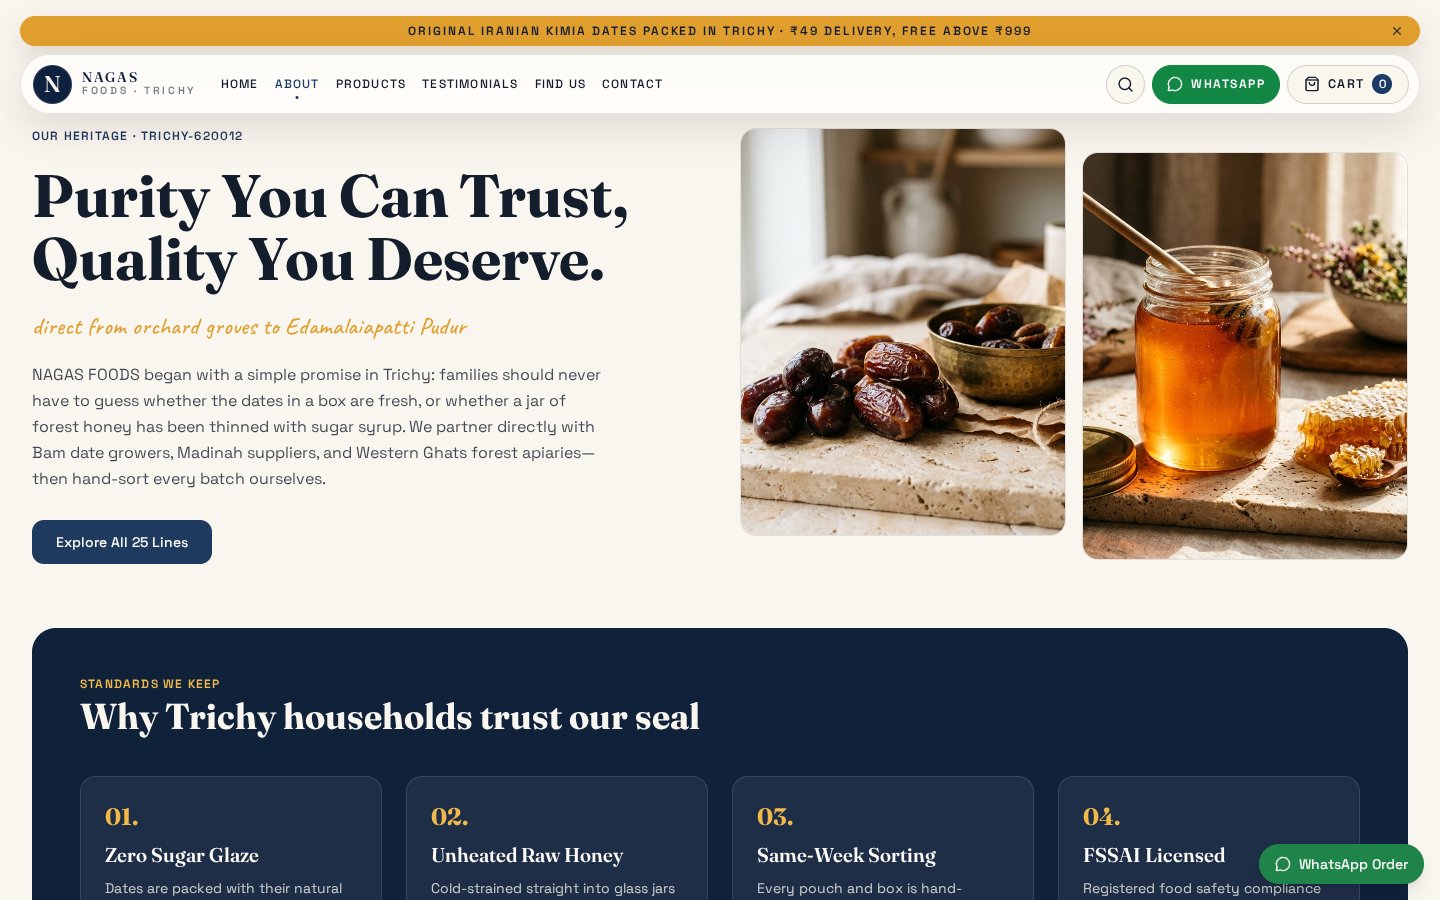 ORIGINAL IRANIAN KIMIA DATES PACKED IN TRICHY · ₹49 DELIVERY, FREE ABOVE ₹999
N
NAGAS
FOODS · TRICHY
HOME
ABOUT
PRODUCTS
TESTIMONIALS
FIND US
CONTACT
WHATSAPP
CART 0
OUR HERITAGE · TRICHY-620012
Purity You Can Trust,
Quality You Deserve.
direct from orchard groves to Edamalaiapatti Pudur
NAGAS FOODS began with a simple promise in Trichy: families should never
have to guess whether the dates in a box are fresh, or whether a jar of
forest honey has been thinned with sugar syrup. We partner directly with
Bam date growers, Madinah suppliers, and Western Ghats forest apiaries—
then hand-sort every batch ourselves.
Explore All 25 Lines
STANDARDS WE KEEP
Why Trichy households trust our seal
01.
Zero Sugar Glaze
Dates are packed with their natural
02.
Unheated Raw Honey
Cold-strained straight into glass jars
03.
Same-Week Sorting
Every pouch and box is hand-
04.
FSSAI Licensed
Registered food safety compliance
WhatsApp Order